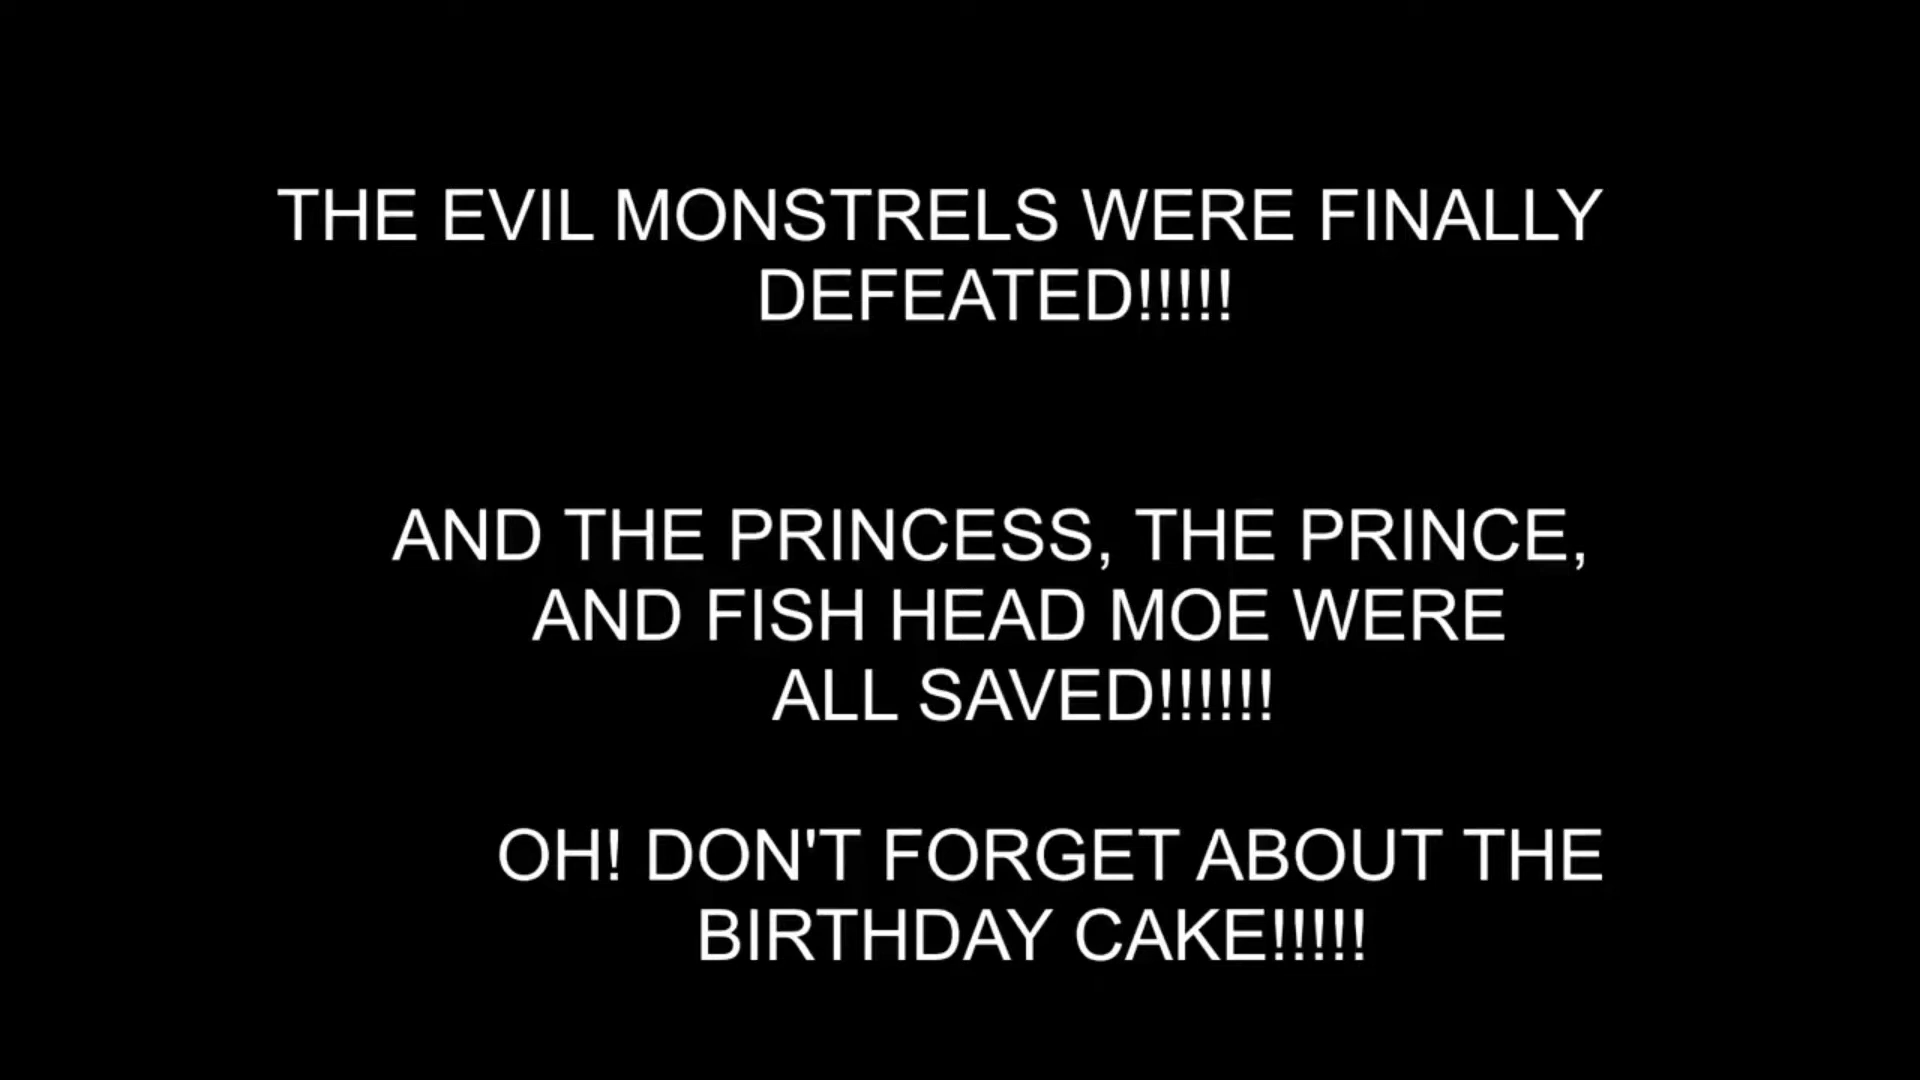 THE EVIL MONSTRELS WERE FINALLY
DEFEATED!!!!!
AND THE PRINCESS, THE PRINCE,
AND FISH HEAD MOE WERE
ALL SAVED!!!!!!
OH! DON'T FORGET ABOUT THE
BIRTHDAY CAKE!!!!!